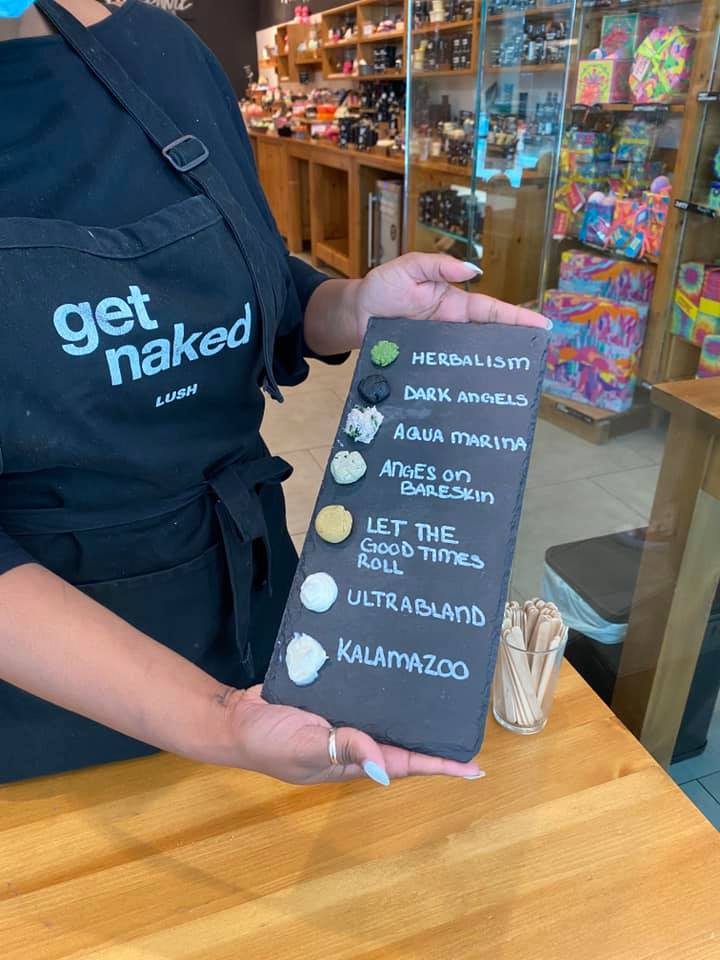 get
naked
LUSH
HERBALISM
DARK ANGELS
AQUA MARINA
ANGES ON
BARESKIN
LET THE
GOOD TIMES
ROLL
ULTRABLAND
KALAMAZOO